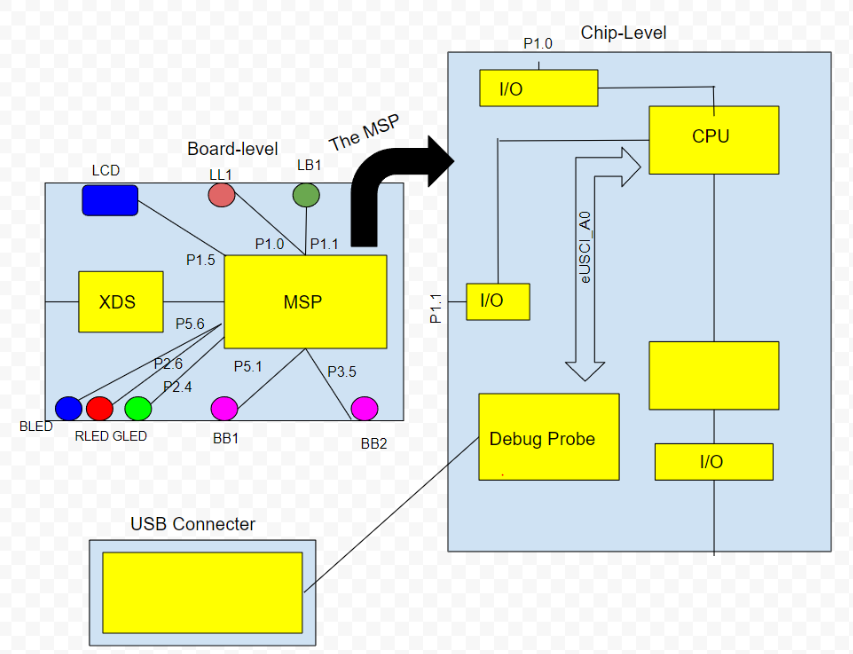 Chip-Level
P1.0
I/O
The MSP
CPU
Board-level
LCD
LL1
LB1
P1.0
P1.1
P1.5
eUSCI_A0
XDS
MSP
I/O
P1.1
P5.6
P2.6
P5.1
P3.5
P2.4
BLED
RLED GLED
BB1
BB2
Debug Probe
I/O
USB Connecter